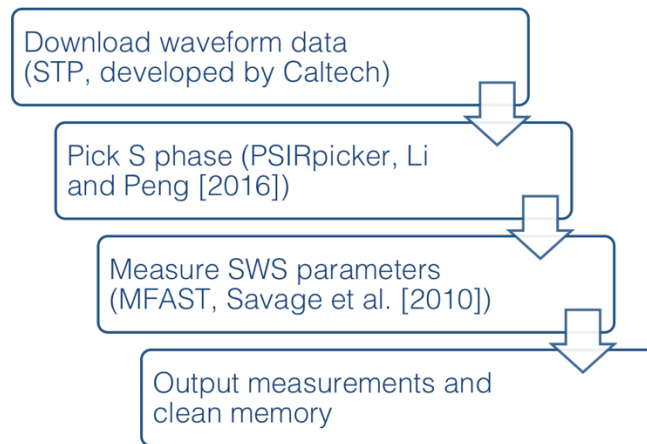 Download waveform data
(STP, developed by Caltech)
Pick S phase (PSIRpicker, Li
and Peng [2016])
Measure SWS parameters
(MFAST, Savage et al. [2010])
Output measurements and
clean memory